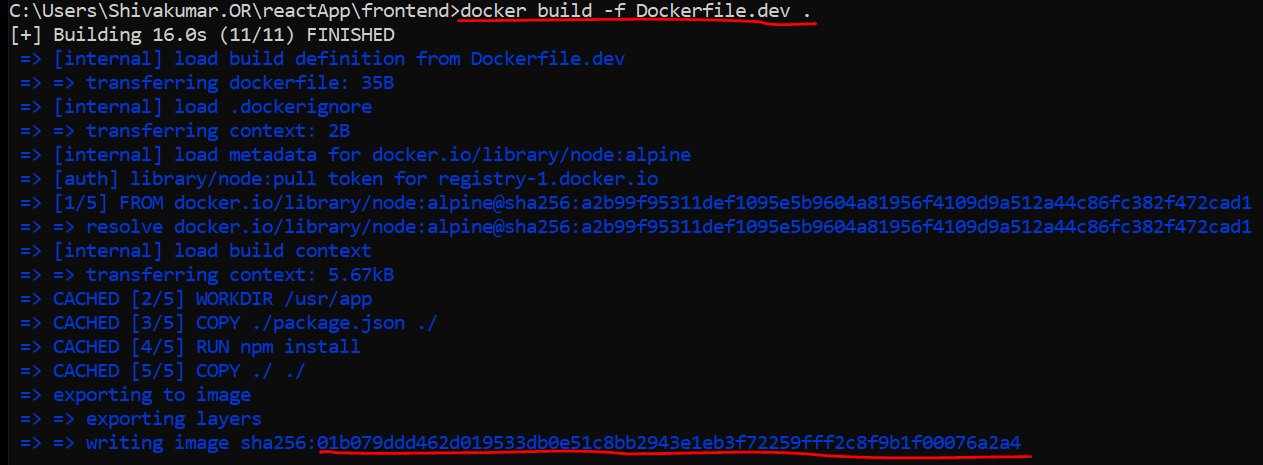 C:\Users\Shivakumar.OR\reactApp\frontend>docker build -f Dockerfile.dev .
[+] Building 16.0s (11/11) FINISHED
=> [internal] load build definition from Dockerfile.dev
=> => transferring dockerfile: 35B
=> [internal] load .dockerignore
=> => transferring context: 2B
=> [internal] load metadata for docker.io/library/node:alpine
=> [auth] library/node:pull token for registry-1.docker.io
=> [1/5] FROM docker.io/library/node:alpine@sha256:a2b99f95311def1095e5b9604a81956f4109d9a512a44c86fc382f472cad1
=> => resolve docker.io/library/node:alpine@sha256:a2b99f95311def1095e5b9604a81956f4109d9a512a44c86fc382f472cad1
=> [internal] load build context
=> => transferring context: 5.67kB
=> CACHED [2/5] WORKDIR /usr/app
=> CACHED [3/5] COPY ./package.json ./
=> CACHED [4/5] RUN npm install
=> CACHED [5/5] COPY ./ ./
=> exporting to image
=> => exporting layers
=> => writing image sha256:01b079ddd462d019533db0e51c8bb2943e1eb3f72259fff2c8f9b1f00076a2a4